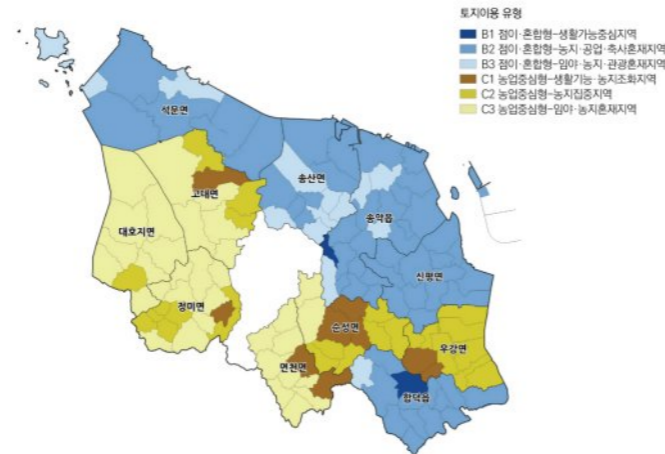 토지이용 유형
B1 점이·혼합형-생활기능중심지역
B2 점이·혼합형-농지·공업·축사혼재지역
B3 점이·혼합형-임야·농지·관광혼재지역
C1 농업중심형-생활기능·농지조화지역
C2 농업중심형-농지집중지역
C3 농업중심형-임야·농지혼재지역
석문면
송산면
고대면
송악읍
대호지면
신평면
정미면
순성면
우강면
면천면
합덕읍